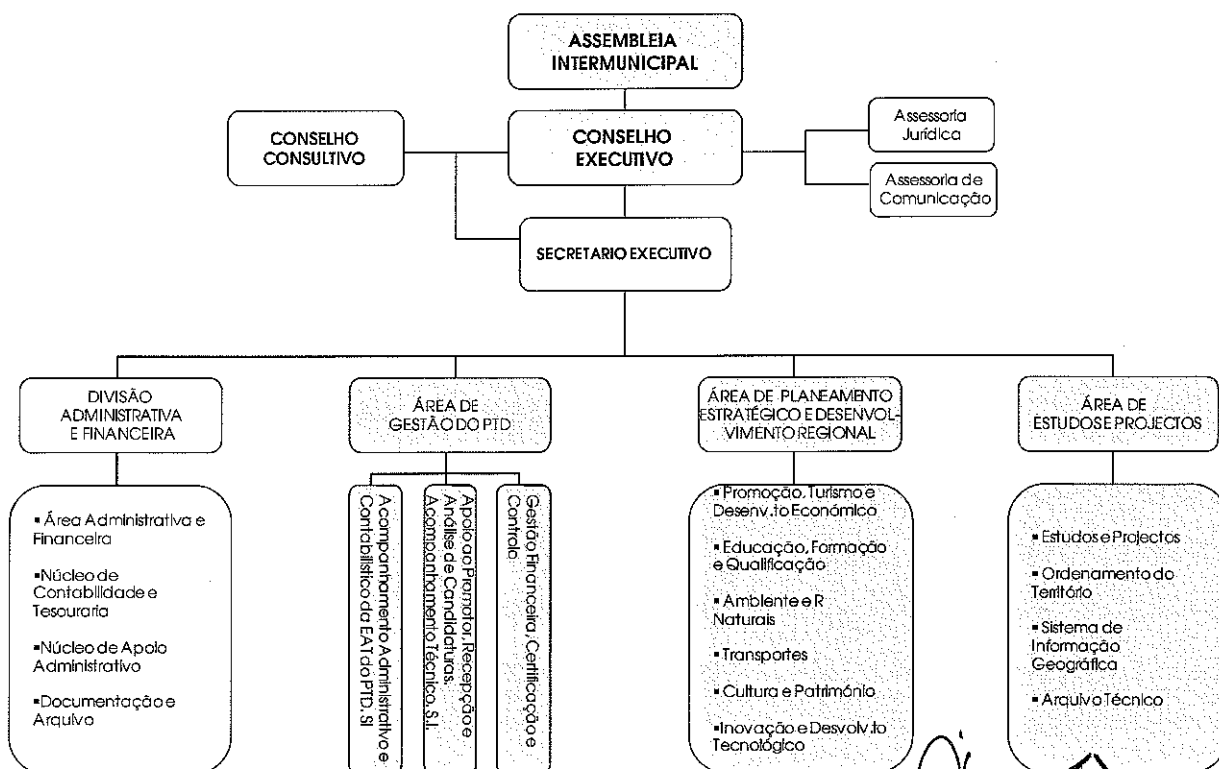 ASSEMBLEIA
INTERMUNICIPAL
CONSELHO
CONSULTIVO
CONSELHO
EXECUTIVO
Assessoria
Jurídica
Assessoria de
Comunicação
SECRETARIO EXECUTIVO
DIVISÃO
ADMINISTRATIVA
E FINANCEIRA
ÁREA DE
GESTÃO DO PTD
ÁREA DE PLANEAMENTO
ESTRATÉGICO E DESENVOL-
VIMENTO REGIONAL
ÁREA DE
ESTUDOS E PROJECTOS
▪Área Administrativa e
Financeira
▪Núcleo de
Contabilidade e
Tesouraria
▪Núcleo de Apoio
Administrativo
▪Documentação e
Arquivo
Acompanhamento Administrativo e
Contabilístico da EAT do PTD, SI
Apoio ao Promotor, Recepção e
Análise de Candidaturas.
Acompanhamento Técnico, S.I.
Gestão Financeira, Certificação e
Controlo
▪Promoção, Turismo e
Desenv.to Económico
▪Educação, Formação
e Qualificação
▪Ambiente e R
Naturais
▪Transportes
▪Cultura e Património
▪Inovação e Desvolv.to
Tecnológico
▪Estudos e Projectos
▪Ordenamento do
Território
▪Sistema de
Informação
Geográfica
▪Arquivo Técnico